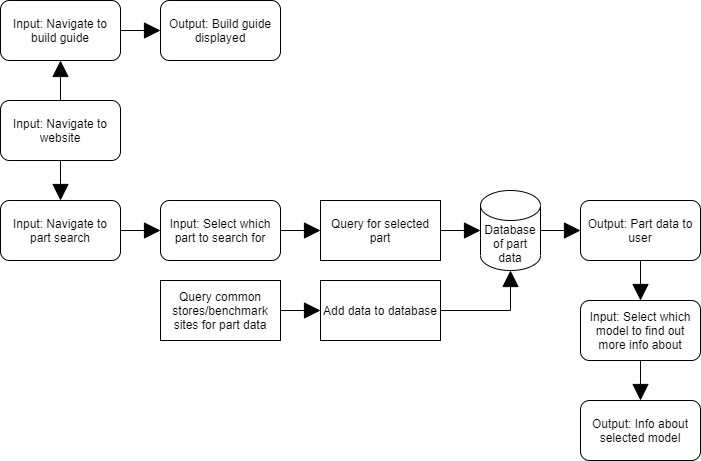 Input: Navigate to
build guide
Output: Build guide
displayed
Input: Navigate to
website
Input: Navigate to
part search
Input: Select which
part to search for
Query for selected
part
Database
of part
data
Output: Part data to
user
Query common
stores/benchmark
sites for part data
Add data to database
Input: Select which
model to find out
more info about
Output: Info about
selected model